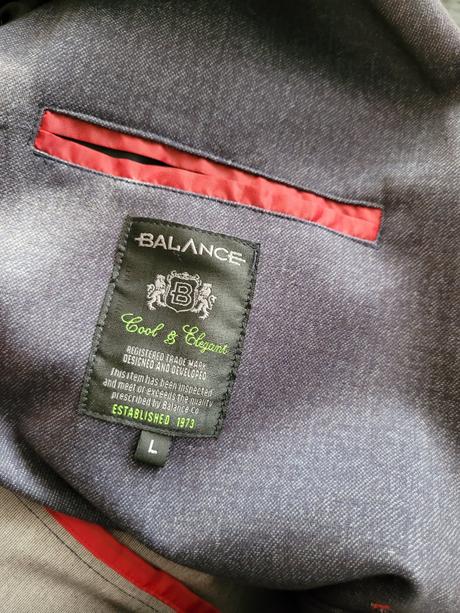 BALANCE
B
Cool & Elegant
REGISTERED TRADE MARK
DESIGNED AND DEVELOPED
This item has been inspected
and meet or exceeds the quality
prescribed by Balance Co
ESTABLISHED 1973
L